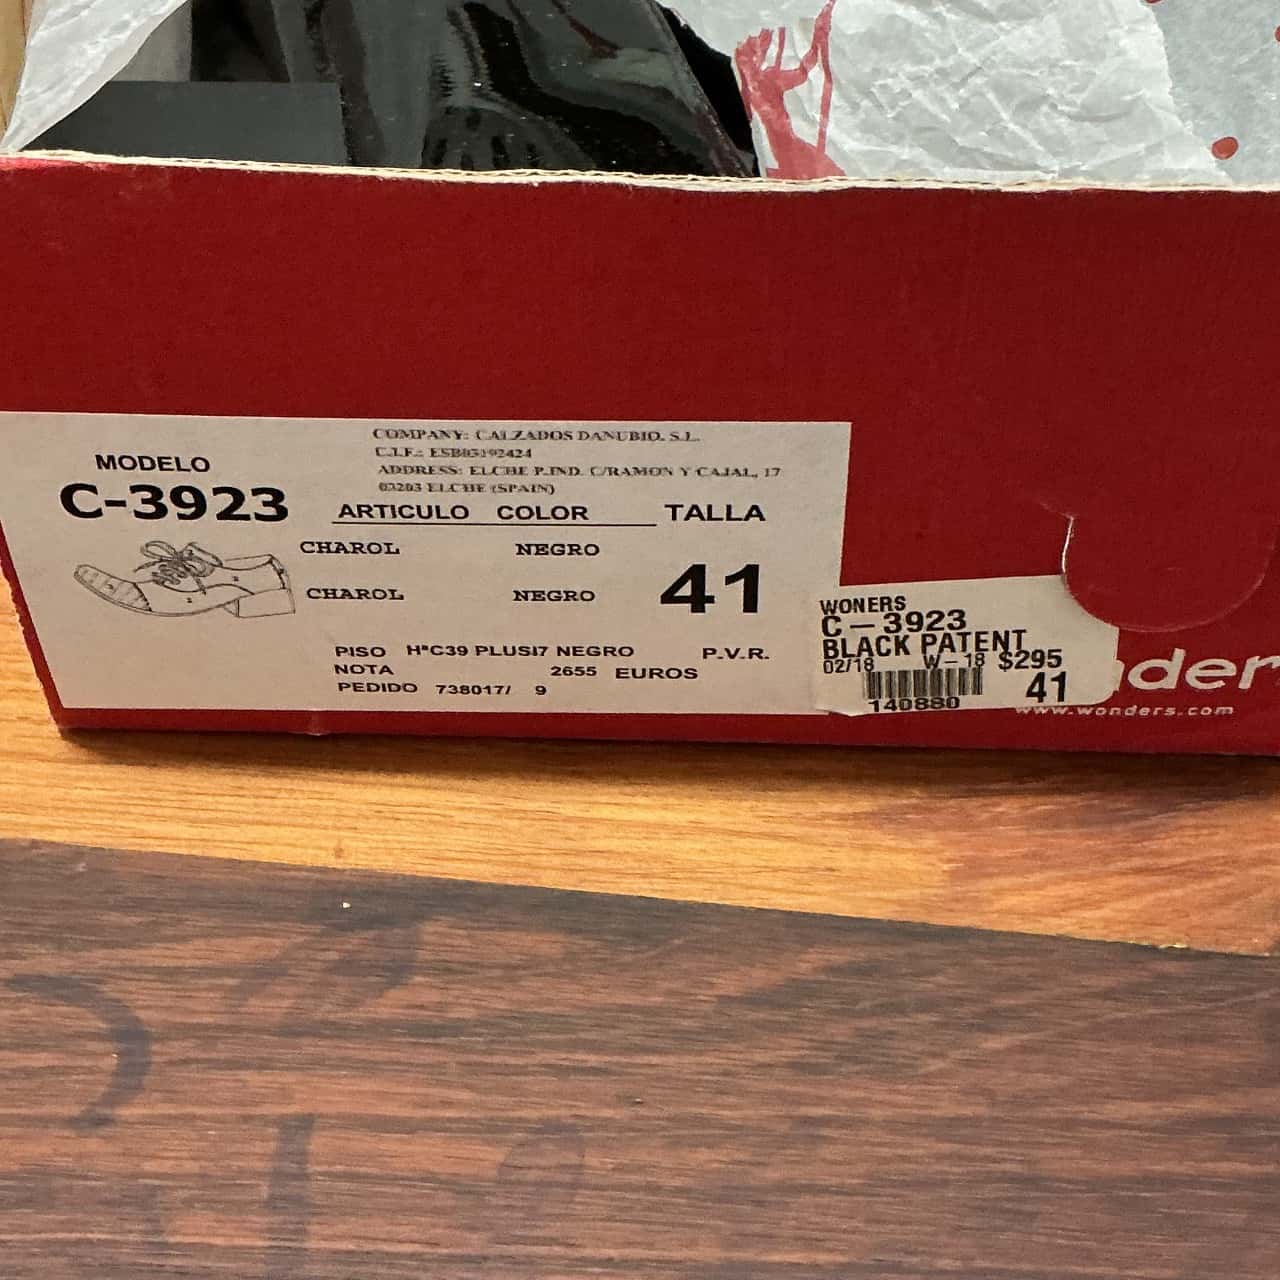 COMPANY: CALZADOS DANUBIO. S.L.
C.I.F.: ESB03192424
ADDRESS: ELCHE P.IND. C/RAMON Y CAJAL, 17
03203 ELCHE (SPAIN)
MODELO
C-3923
ARTICULO COLOR TALLA
CHAROL NEGRO
CHAROL NEGRO
41
PISO HªC39 PLUSI7 NEGRO P.V.R.
NOTA 2655 EUROS
PEDIDO 738017/ 9
WONERS
C-3923
BLACK PATENT
02/18 W-18 $295
41
140880
nder
www.wonders.com